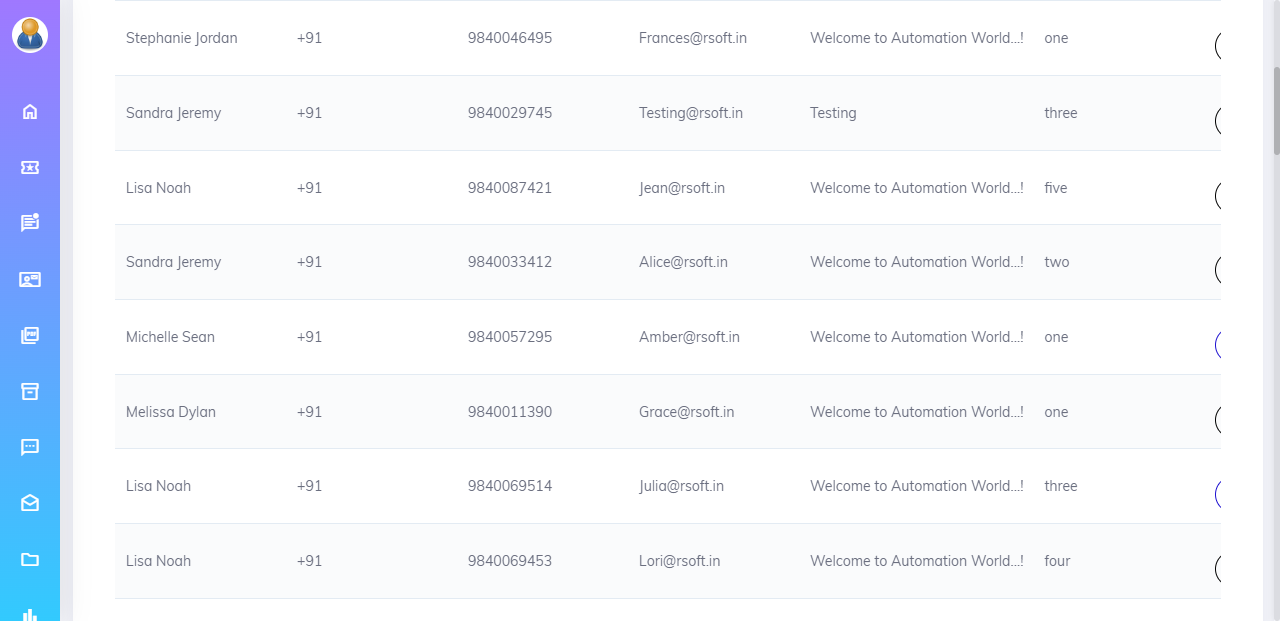 Stephanie Jordan +91 9840046495 Frances@rsoft.in Welcome to Automation World...! one
Sandra Jeremy +91 9840029745 Testing@rsoft.in Testing three
Lisa Noah +91 9840087421 Jean@rsoft.in Welcome to Automation World...! five
Sandra Jeremy +91 9840033412 Alice@rsoft.in Welcome to Automation World...! two
Michelle Sean +91 9840057295 Amber@rsoft.in Welcome to Automation World...! one
Melissa Dylan +91 9840011390 Grace@rsoft.in Welcome to Automation World...! one
Lisa Noah +91 9840069514 Julia@rsoft.in Welcome to Automation World...! three
Lisa Noah +91 9840069453 Lori@rsoft.in Welcome to Automation World...! four